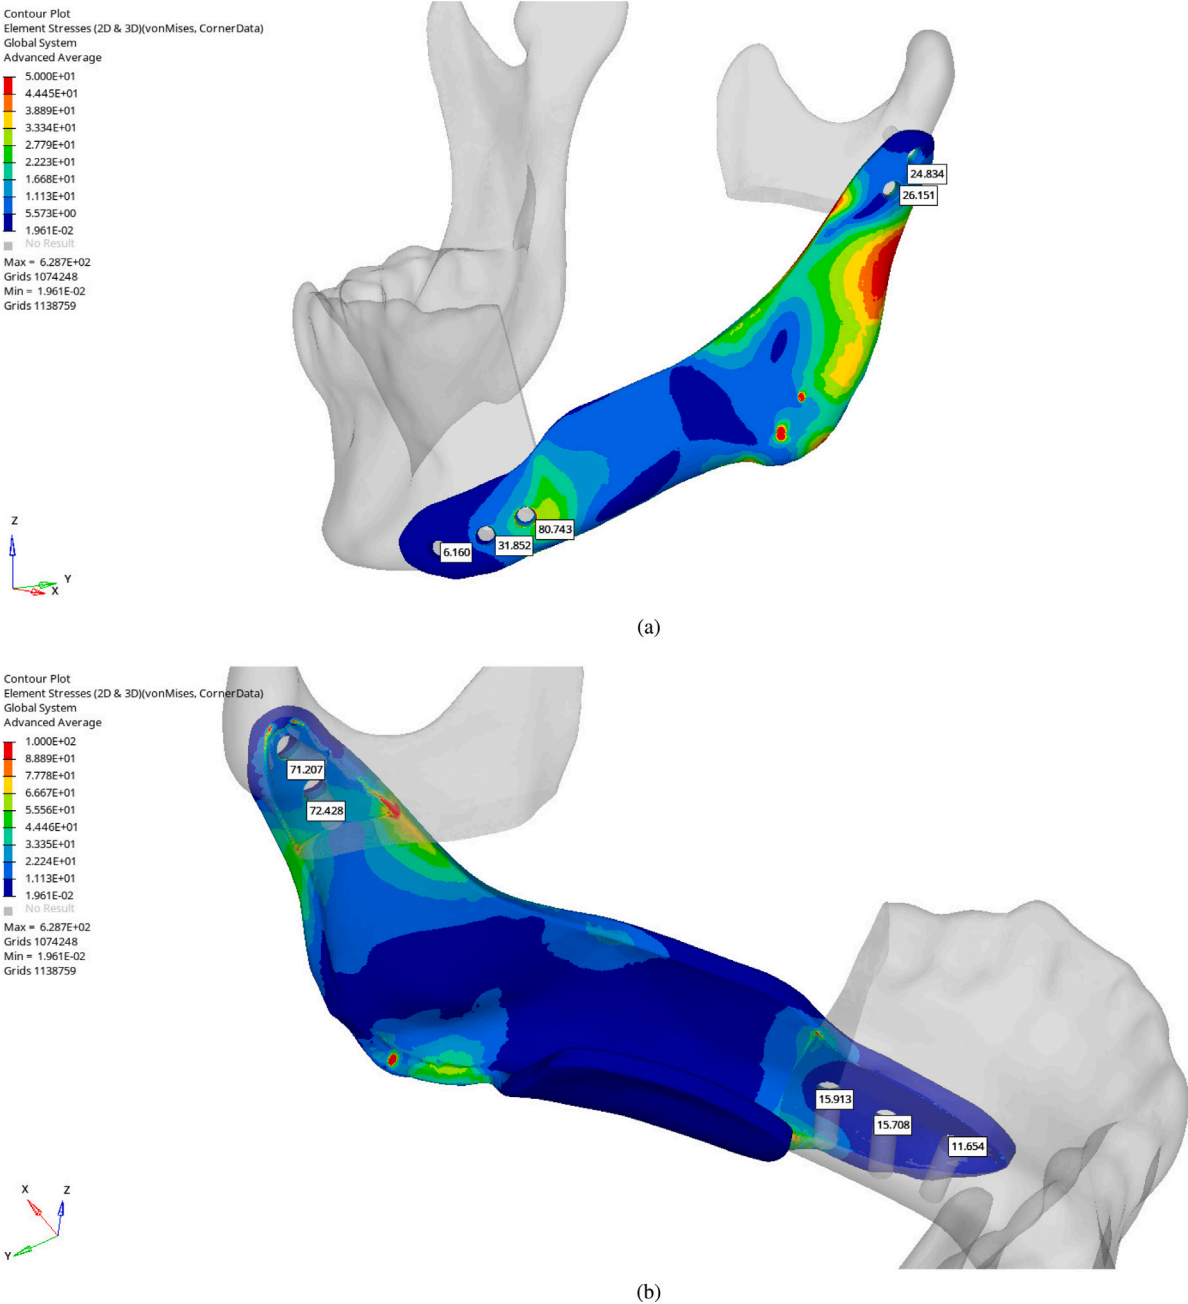 Contour Plot
Element Stresses (2D & 3D)(vonMises, CornerData)
Global System
Advanced Average
5.000E+01
4.445E+01
3.889E+01
3.334E+01
2.779E+01
2.223E+01
1.668E+01
1.113E+01
5.573E+00
1.961E-02
No Result
Max = 6.287E+02
Grids 1074248
Min = 1.961E-02
Grids 1138759
24.834
26.151
80.743
31.852
6.160
Z
Y
X
(a)
Contour Plot
Element Stresses (2D & 3D)(vonMises, CornerData)
Global System
Advanced Average
1.000E+02
8.889E+01
7.778E+01
6.667E+01
5.556E+01
4.446E+01
3.335E+01
2.224E+01
1.113E+01
1.961E-02
No Result
Max = 6.287E+02
Grids 1074248
Min = 1.961E-02
Grids 1138759
71.207
72.428
15.913
15.708
11.654
X
Z
Y
(b)